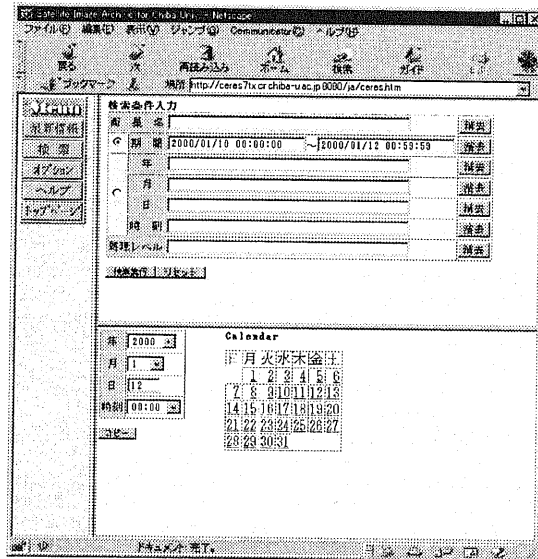 Satellite Image Archive for Chiba Univ. - Netscape
ファイル(F) 編集(E) 表示(V) ジャンプ(G) Communicator(C) ヘルプ(H)
戻る 次 再読み込み ホーム 検索 ガイド
ブックマーク 場所 http://ceres7tx.cr.chiba-u.ac.jp:8080/ja/ceres.htm
Menu
最新情報
検索
オプション
ヘルプ
トップページ
検索条件入力
衛星名 消去
期間 2000/01/10 00:00:00 ~ 2000/01/12 00:59:59 消去
年 消去
月 消去
日 消去
時刻 消去
処理レベル 消去
検索実行 リセット
年 2000
月 1
日 12
時刻 00:00
コピー
Calendar
日 月 火 水 木 金 土
1 2 3 4 5 6
7 8 9 10 11 12 13
14 15 16 17 18 19 20
21 22 23 24 25 26 27
28 29 30 31
ドキュメント:完了。